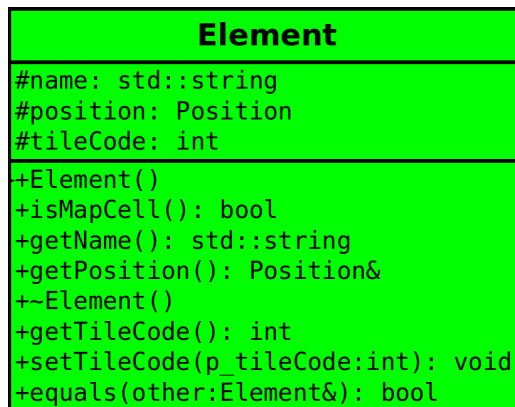 Element
#name: std::string
#position: Position
#tileCode: int
+Element()
+isMapCell(): bool
+getName(): std::string
+getPosition(): Position&
+~Element()
+getTileCode(): int
+setTileCode(p_tileCode:int): void
+equals(other:Element&): bool